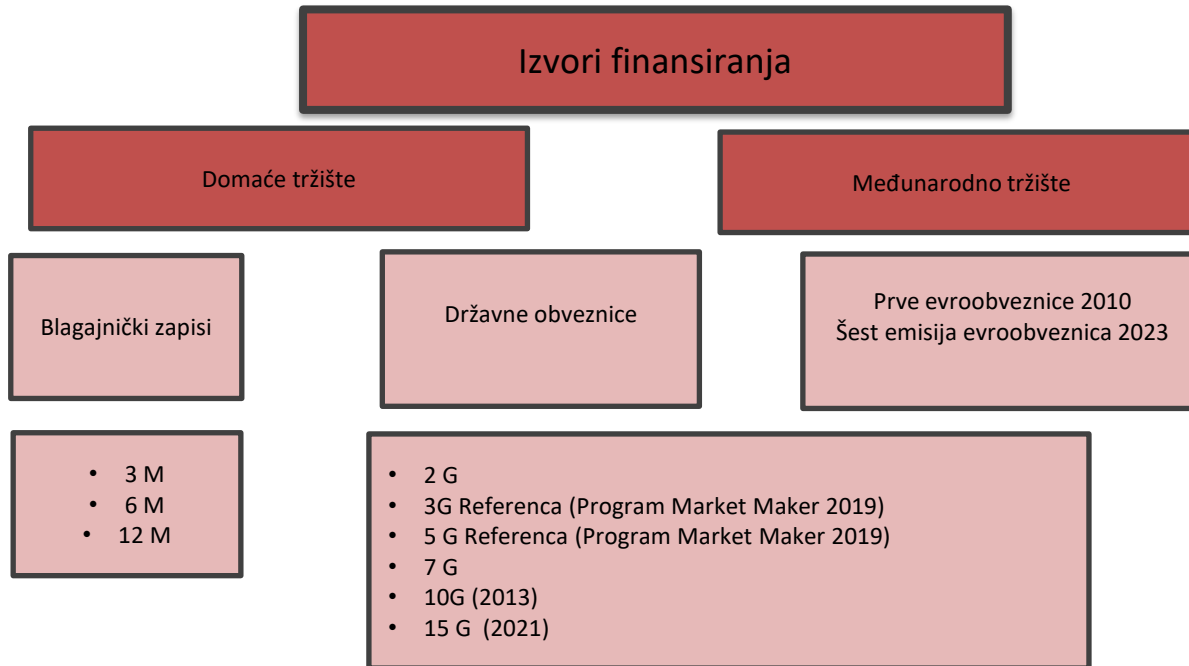 Izvori finansiranja
Domaće tržište
Međunarodno tržište
Blagajnički zapisi
Državne obveznice
Prve evroobveznice 2010
Šest emisija evroobveznica 2023
• 3 M
• 6 M
• 12 M
• 2 G
• 3G Referenca (Program Market Maker 2019)
• 5 G Referenca (Program Market Maker 2019)
• 7 G
• 10G (2013)
• 15 G (2021)